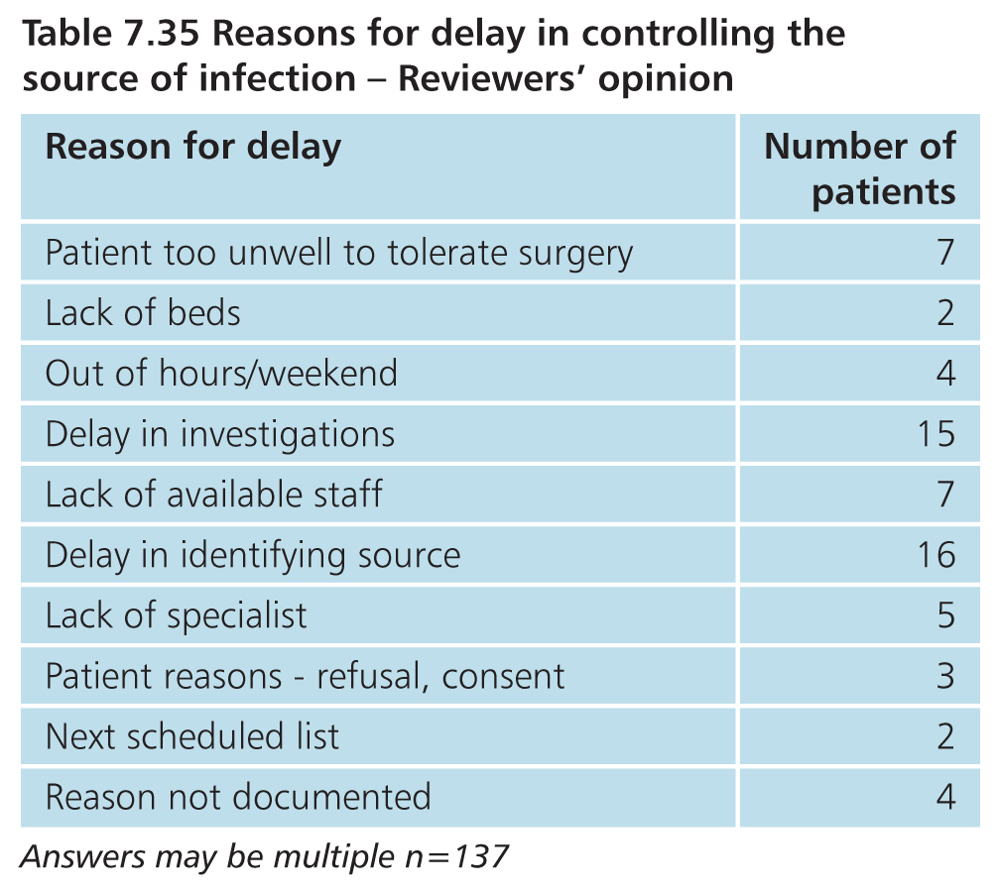 Table 7.35 Reasons for delay in controlling the
source of infection – Reviewers’ opinion
Reason for delay Number of
patients
Patient too unwell to tolerate surgery 7
Lack of beds 2
Out of hours/weekend 4
Delay in investigations 15
Lack of available staff 7
Delay in identifying source 16
Lack of specialist 5
Patient reasons - refusal, consent 3
Next scheduled list 2
Reason not documented 4
Answers may be multiple n=137